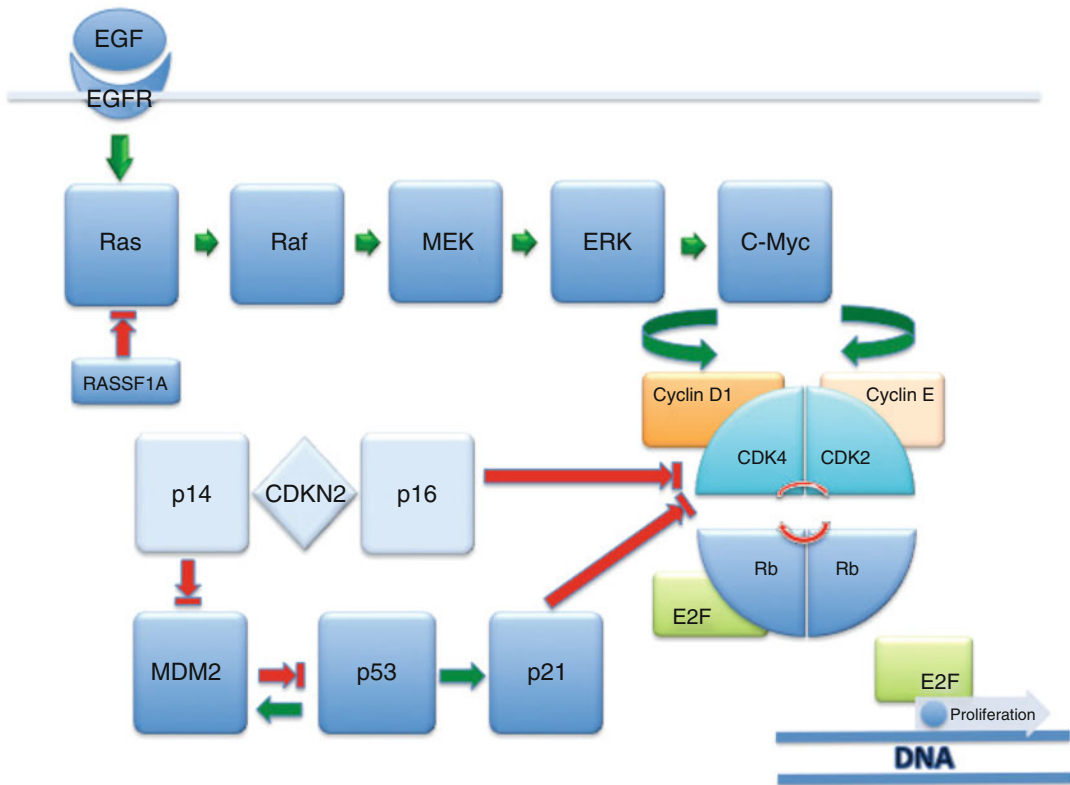 EGF
EGFR
Ras
Raf
MEK
ERK
C-Myc
RASSF1A
Cyclin D1
Cyclin E
CDK4
CDK2
p14
CDKN2
p16
Rb
Rb
E2F
MDM2
p53
p21
E2F
Proliferation
DNA